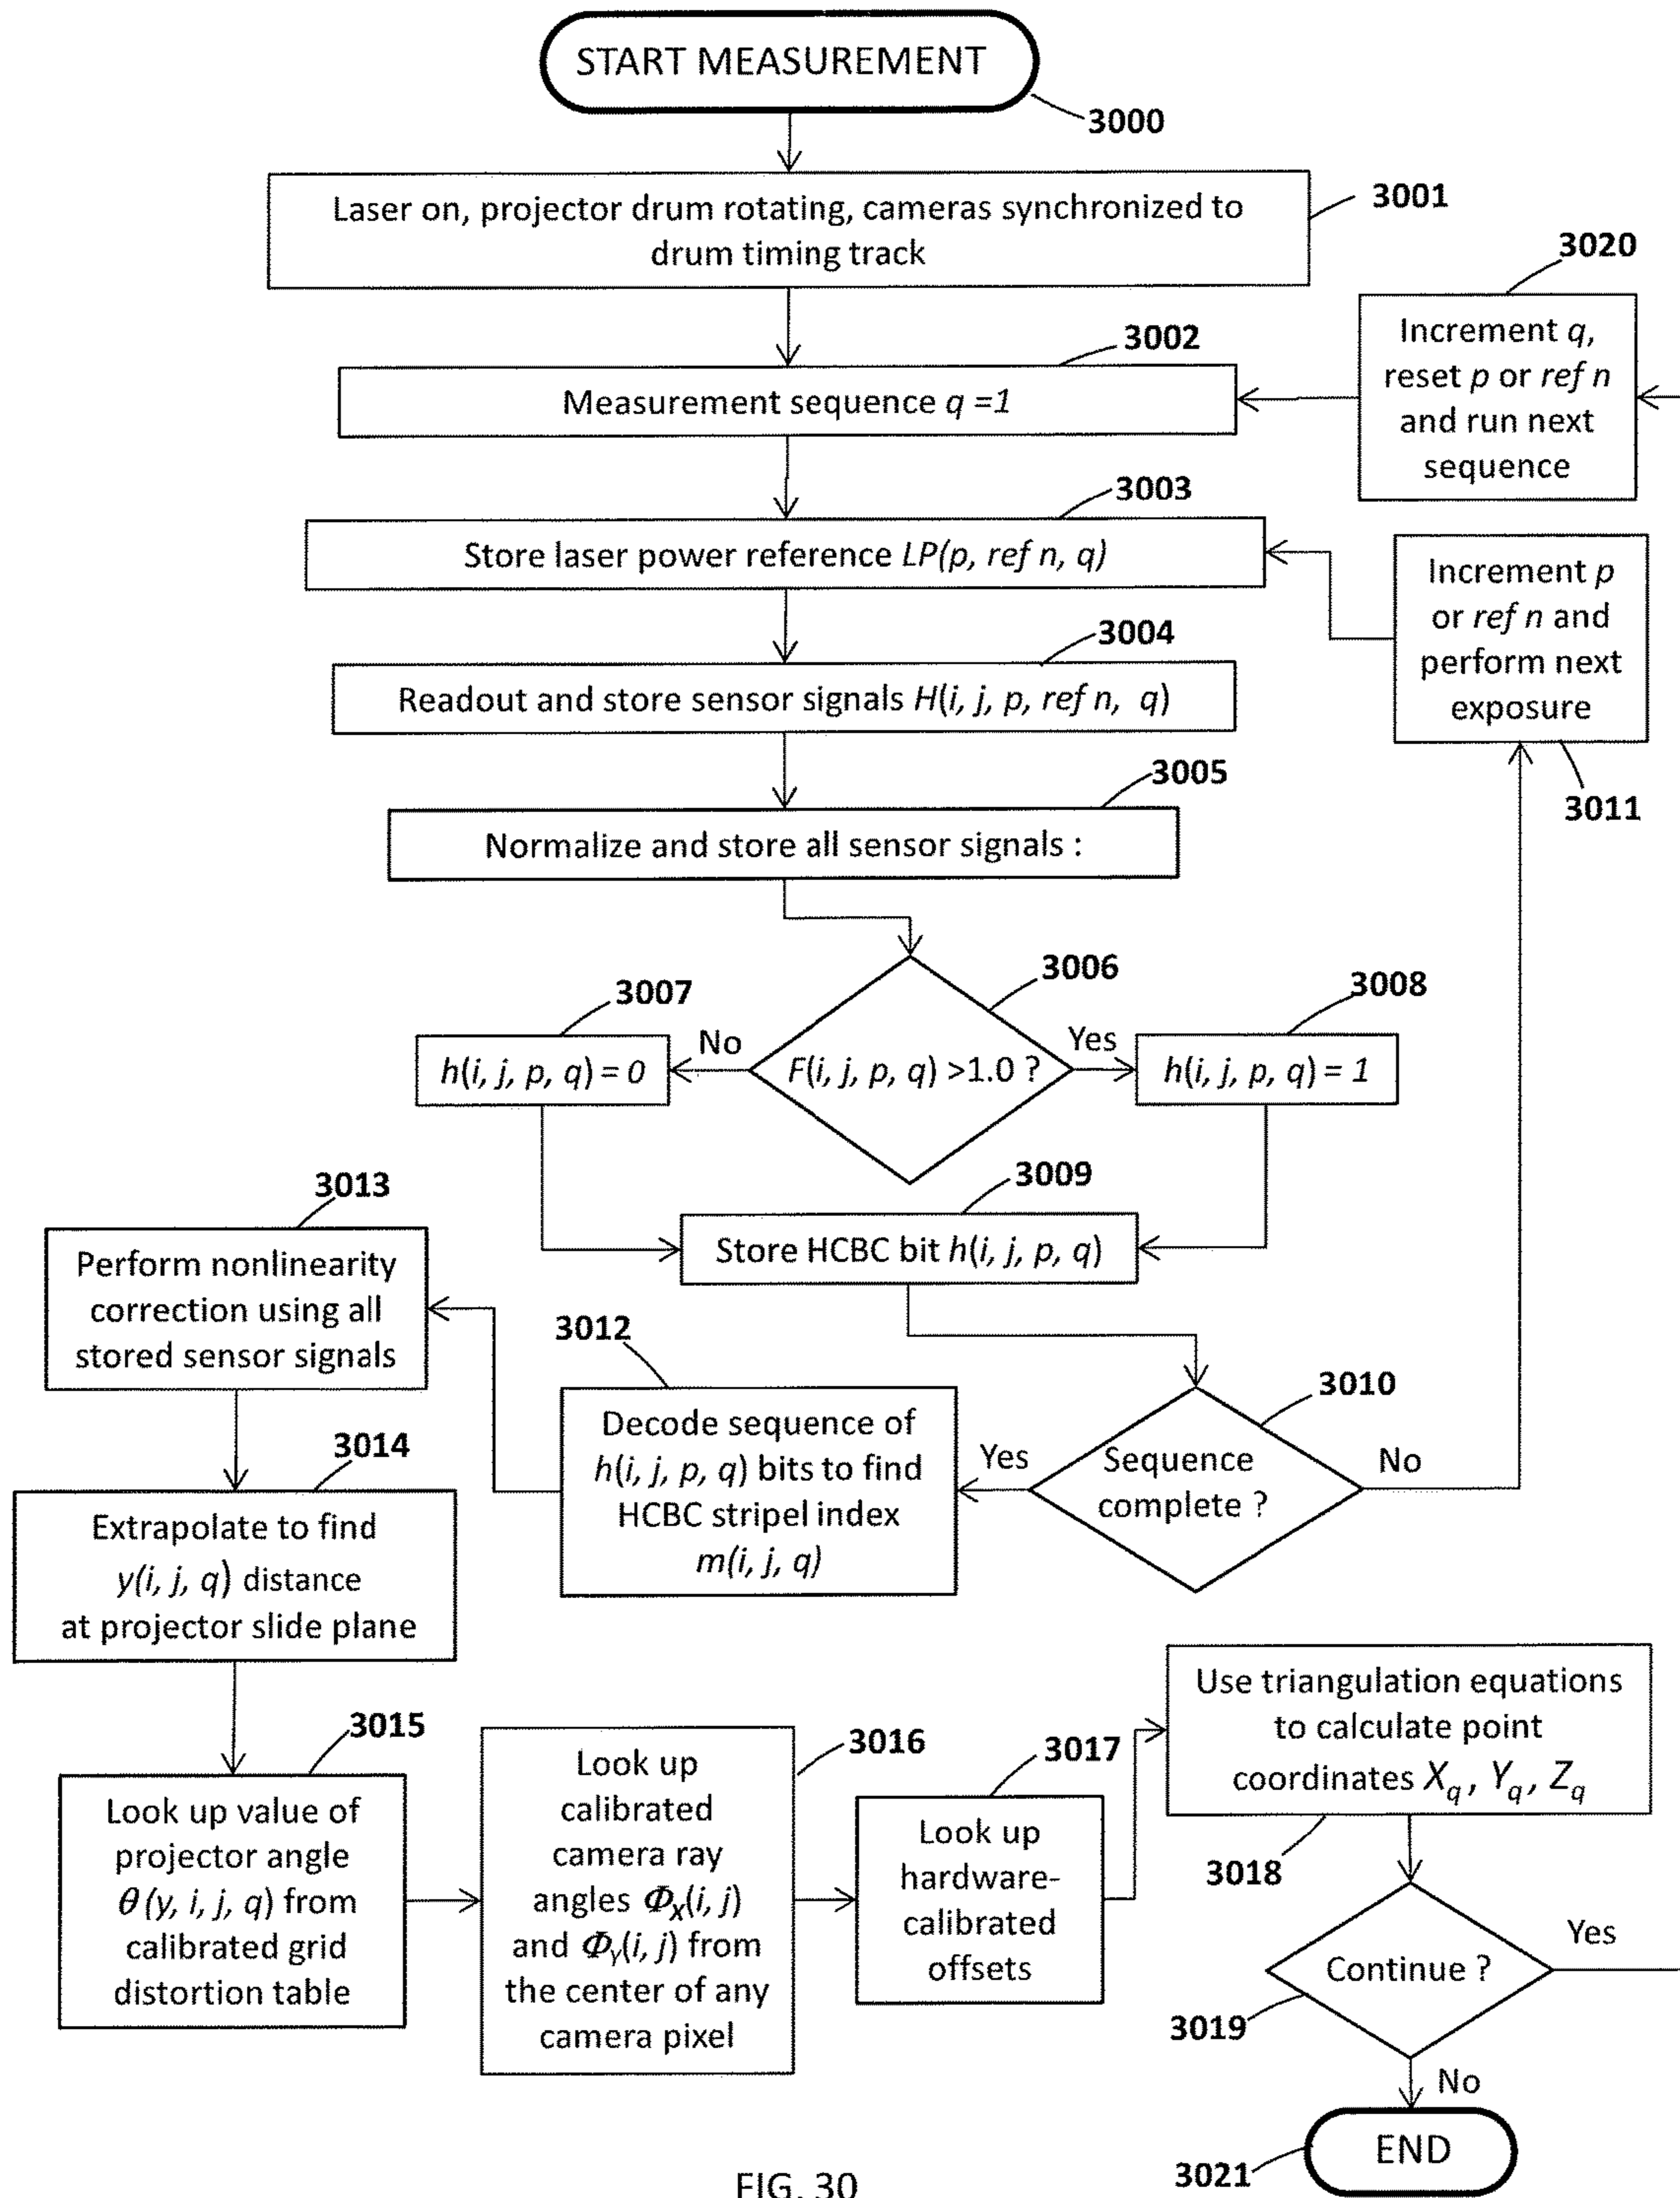 START MEASUREMENT
3000
Laser on, projector drum rotating, cameras synchronized to
drum timing track
3001
3020
Increment q,
reset p or ref n
and run next
sequence
3002
Measurement sequence q =1
3003
Store laser power reference LP(p, ref n, q)
Increment p
or ref n and
perform next
exposure
3011
3004
Readout and store sensor signals H(i, j, p, ref n, q)
3005
Normalize and store all sensor signals :
3006
F(i, j, p, q) >1.0 ?
No
Yes
3007
h(i, j, p, q) = 0
3008
h(i, j, p, q) = 1
3009
Store HCBC bit h(i, j, p, q)
3010
Sequence
complete ?
Yes
No
3012
Decode sequence of
h(i, j, p, q) bits to find
HCBC stripel index
m(i, j, q)
3013
Perform nonlinearity
correction using all
stored sensor signals
3014
Extrapolate to find
y(i, j, q) distance
at projector slide plane
3015
Look up value of
projector angle
θ (y, i, j, q) from
calibrated grid
distortion table
3016
Look up
calibrated
camera ray
angles ΦX(i, j)
and ΦY(i, j) from
the center of any
camera pixel
3017
Look up
hardware-
calibrated
offsets
Use triangulation equations
to calculate point
coordinates Xq , Yq, Zq
3018
Continue ?
Yes
3019
No
END
3021
FIG. 30